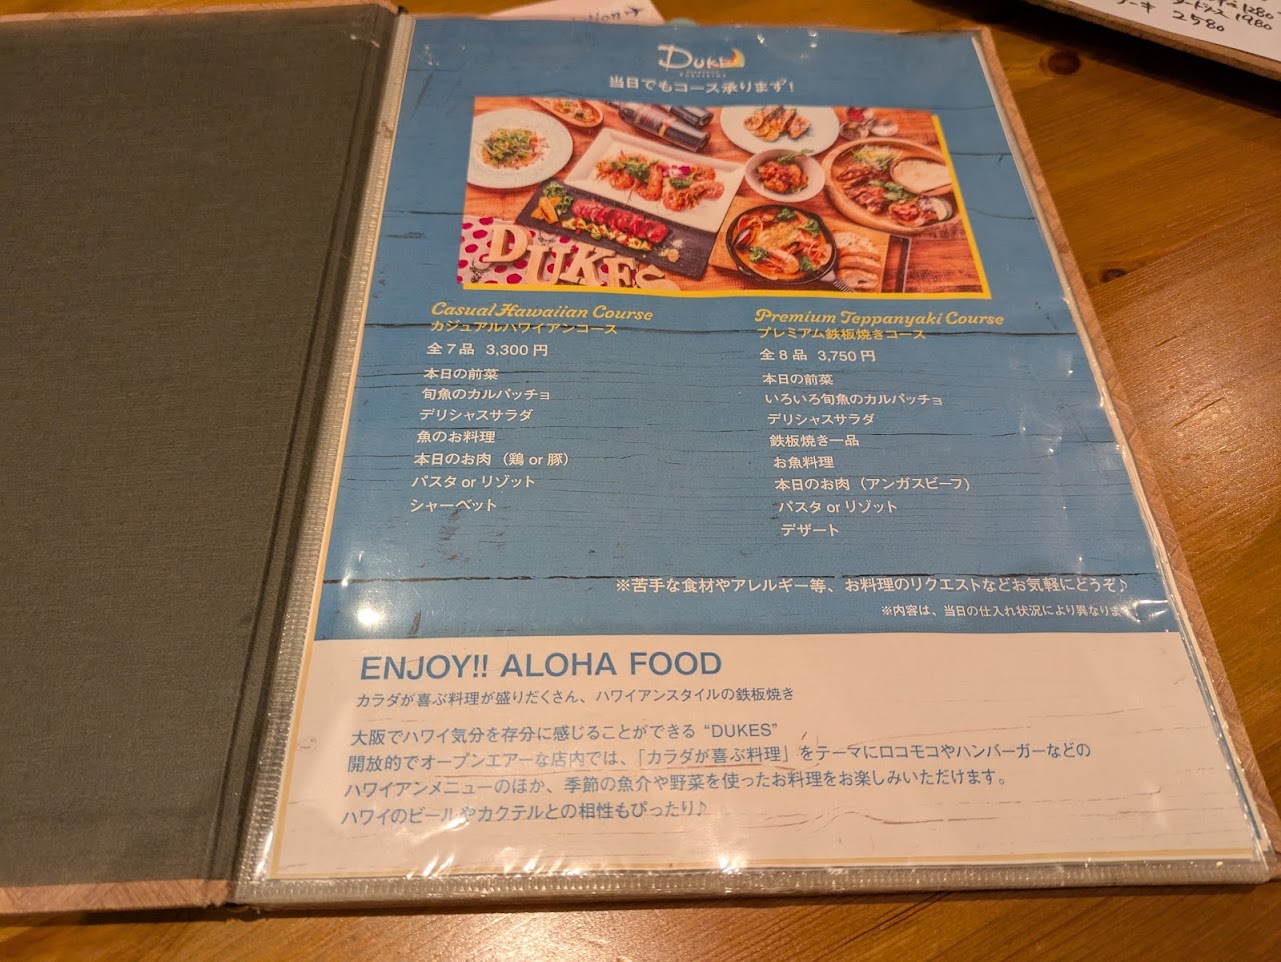 1280
1980
ーキ 2580
DUKES
当日でもコース承ります!
DUKES
Casual Hawaiian Course
カジュアルハワイアンコース
全7品 3,300円
本日の前菜
旬魚のカルパッチョ
デリシャスサラダ
魚のお料理
本日のお肉（鶏 or 豚）
パスタ or リゾット
シャーベット
Premium Teppanyaki Course
プレミアム鉄板焼きコース
全8品 3,750円
本日の前菜
いろいろ旬魚のカルパッチョ
デリシャスサラダ
鉄板焼き一品
お魚料理
本日のお肉（アンガスビーフ）
パスタ or リゾット
デザート
※苦手な食材やアレルギー等、お料理のリクエストなどお気軽にどうぞ♪
※内容は、当日の仕入れ状況により異なります
ENJOY!! ALOHA FOOD
カラダが喜ぶ料理が盛りだくさん、ハワイアンスタイルの鉄板焼き
大阪でハワイ気分を存分に感じることができる “DUKES”
開放的でオープンエアーな店内では、「カラダが喜ぶ料理」をテーマにロコモコやハンバーガーなどの
ハワイアンメニューのほか、季節の魚介や野菜を使ったお料理をお楽しみいただけます。
ハワイのビールやカクテルとの相性もぴったり♪